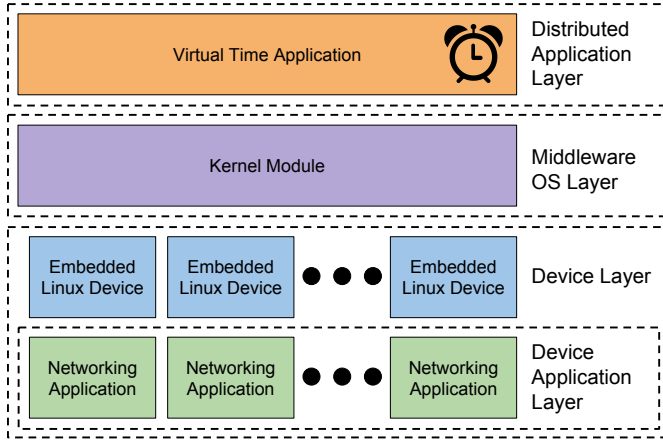 Virtual Time Application
Distributed
Application
Layer
Kernel Module
Middleware
OS Layer
Embedded
Linux Device
Embedded
Linux Device
Embedded
Linux Device
Device Layer
Networking
Application
Networking
Application
Networking
Application
Device
Application
Layer